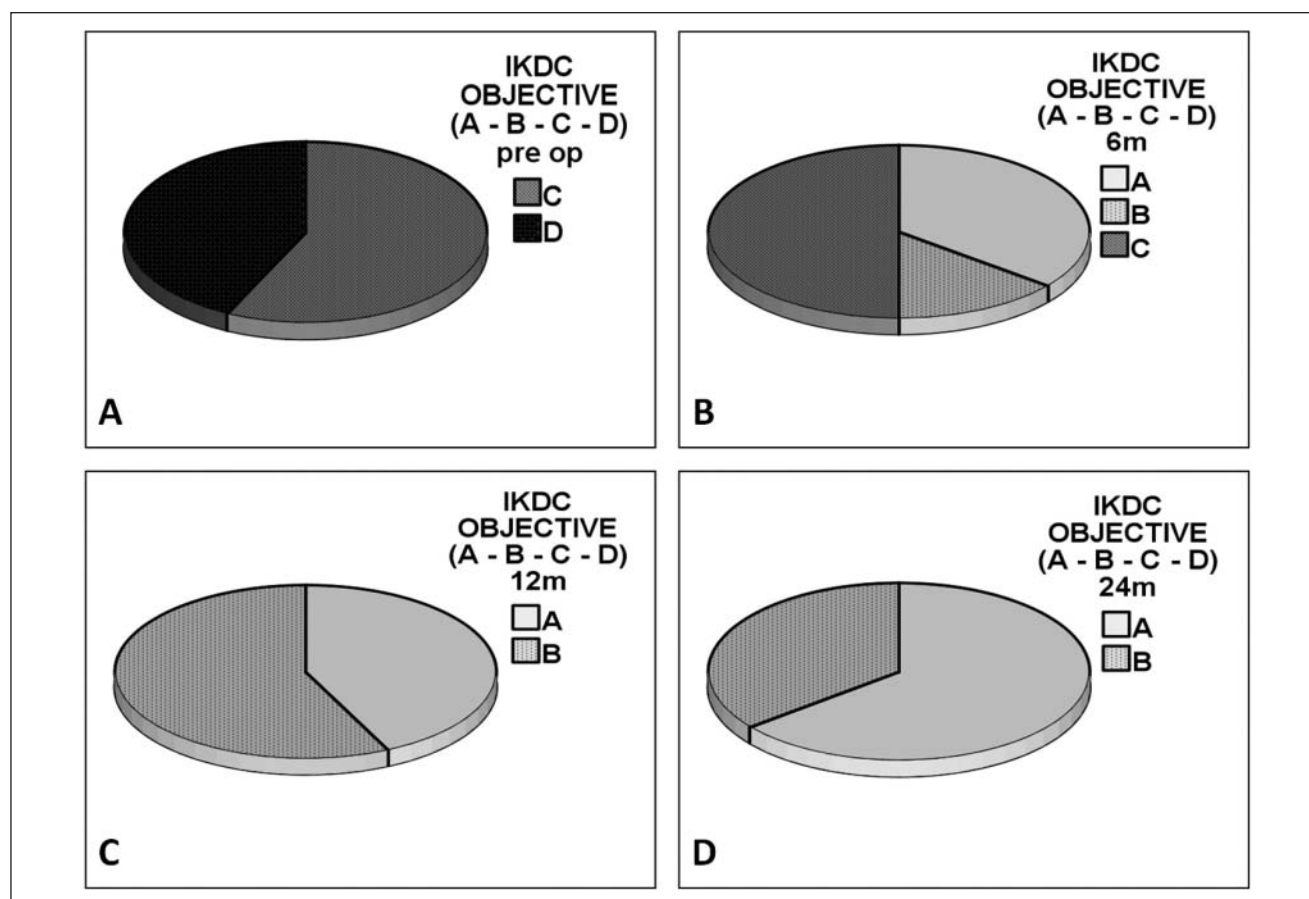 IKDC
OBJECTIVE
(A - B - C - D)
pre op
C
D
A
IKDC
OBJECTIVE
(A - B - C - D)
6m
A
B
C
B
IKDC
OBJECTIVE
(A - B - C - D)
12m
A
B
C
IKDC
OBJECTIVE
(A - B - C - D)
24m
A
B
D